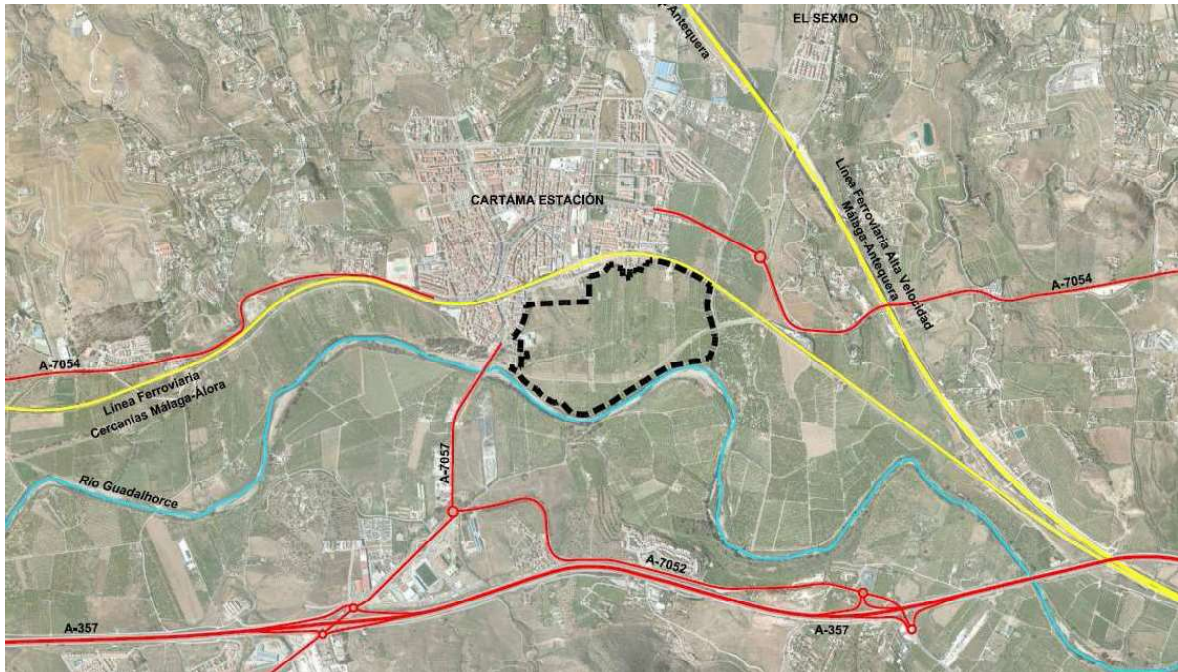 EL SEXMO
Antequera
CARTAMA ESTACIÓN
Línea Ferroviaria Alta Velocidad
Málaga-Antequera
A-7054
A-7054
Línea Ferroviaria
Cercanías Málaga-Álora
A-7057
Río Guadalhorce
A-7052
A-357
A-357